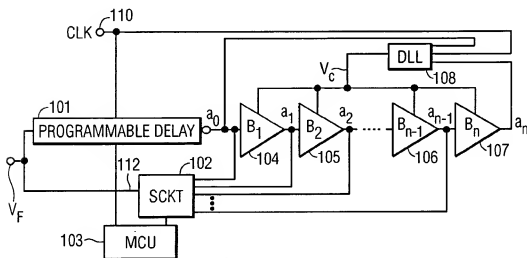 110
CLK
DLL
108
V_c
101
PROGRAMMABLE DELAY
a_0
B_1
a_1
B_2
a_2
B_{n-1}
a_{n-1}
B_n
a_n
104
105
106
107
102
112
SCKT
V_F
103
MCU